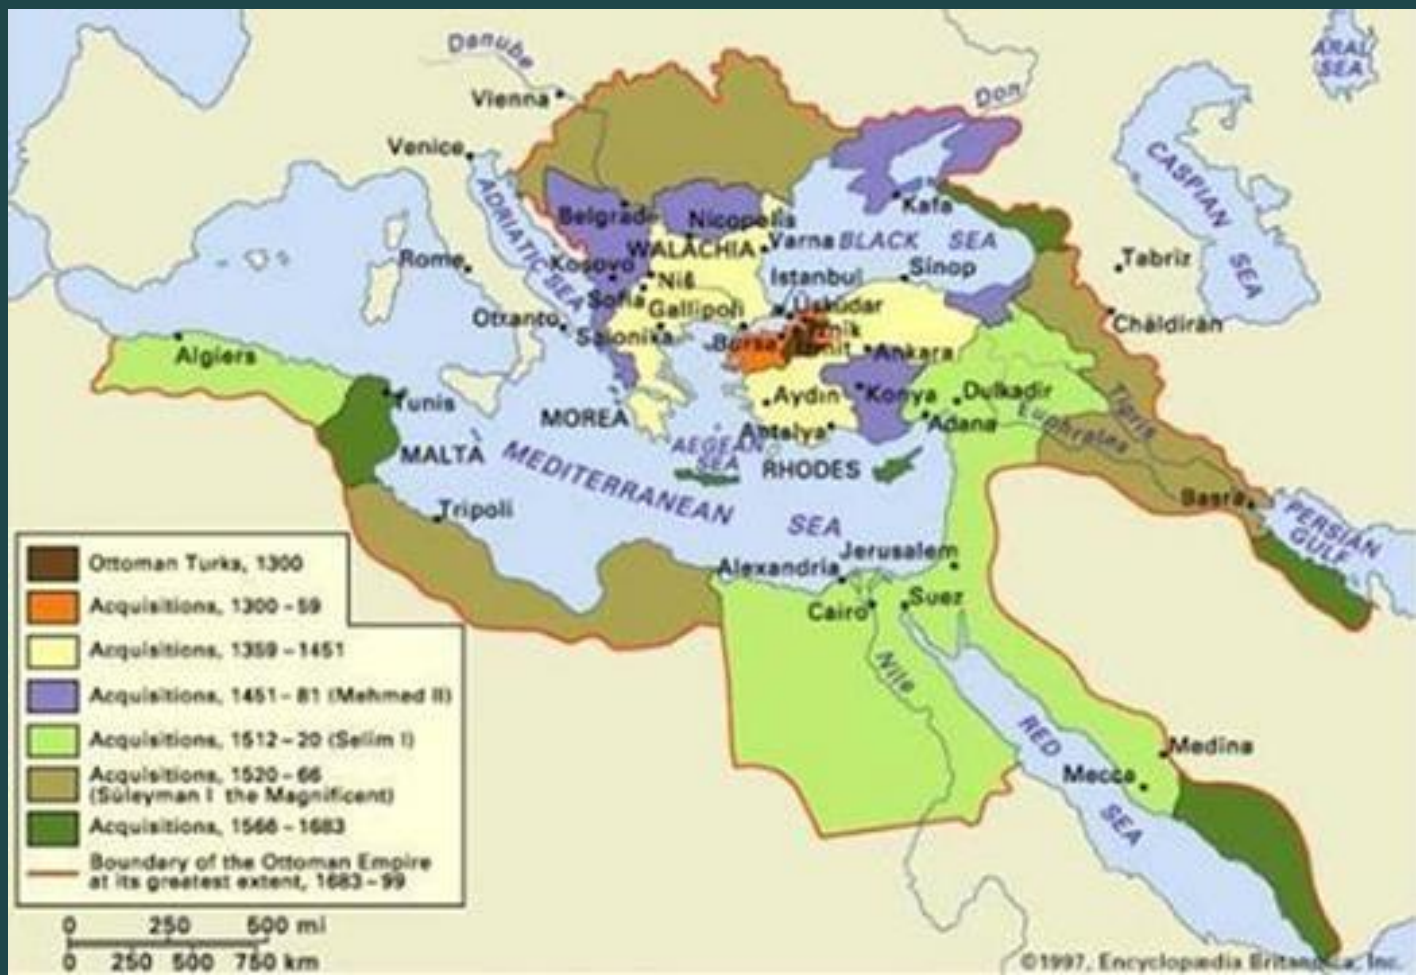 Danube
Vienna
Don
ARAL
SEA
Venice
CASPIAN
SEA
ADRIATIC SEA
Belgrade
Nicopolis
Kafa
WALACHIA
Varna
BLACK SEA
Rome
Kosovo
Niš
Istanbul
Sinop
Tabriz
Sofia
Gallipoli
Üsküdar
Otranto
Salonika
Bursa
İznik
Ankara
Chāldirān
Algiers
Tunis
Aydın
Konya
Dulkadir
MOREA
Antalya
Adana
Euphrates
Tigris
MALTA
AEGEAN
SEA
RHODES
MEDITERRANEAN
SEA
Tripoli
Basra
PERSIAN
GULF
Alexandria
Jerusalem
Cairo
Suez
Nile
RED
SEA
Medina
Mecca
Ottoman Turks, 1300
Acquisitions, 1300–59
Acquisitions, 1359–1451
Acquisitions, 1451–81 (Mehmed II)
Acquisitions, 1512–20 (Selim I)
Acquisitions, 1520–66
(Süleyman I the Magnificent)
Acquisitions, 1566–1683
Boundary of the Ottoman Empire
at its greatest extent, 1683–99
0 250 500 mi
0 250 500 750 km
©1997, Encyclopædia Britannica, Inc.